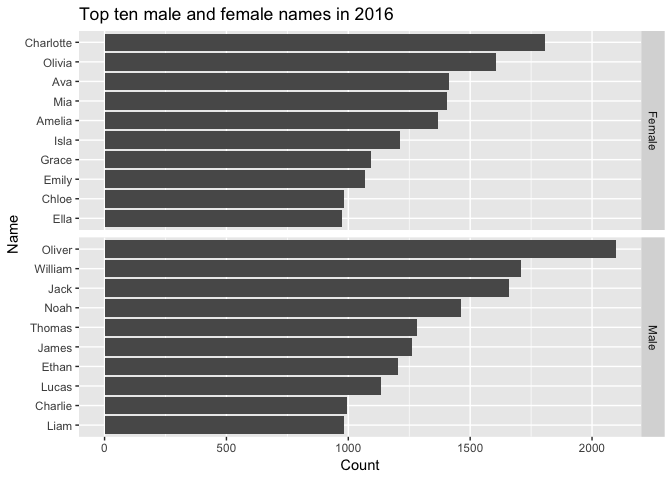 Top ten male and female names in 2016
Name
Charlotte
Olivia
Ava
Mia
Amelia
Isla
Grace
Emily
Chloe
Ella
Female
Oliver
William
Jack
Noah
Thomas
James
Ethan
Lucas
Charlie
Liam
Male
0 500 1000 1500 2000
Count